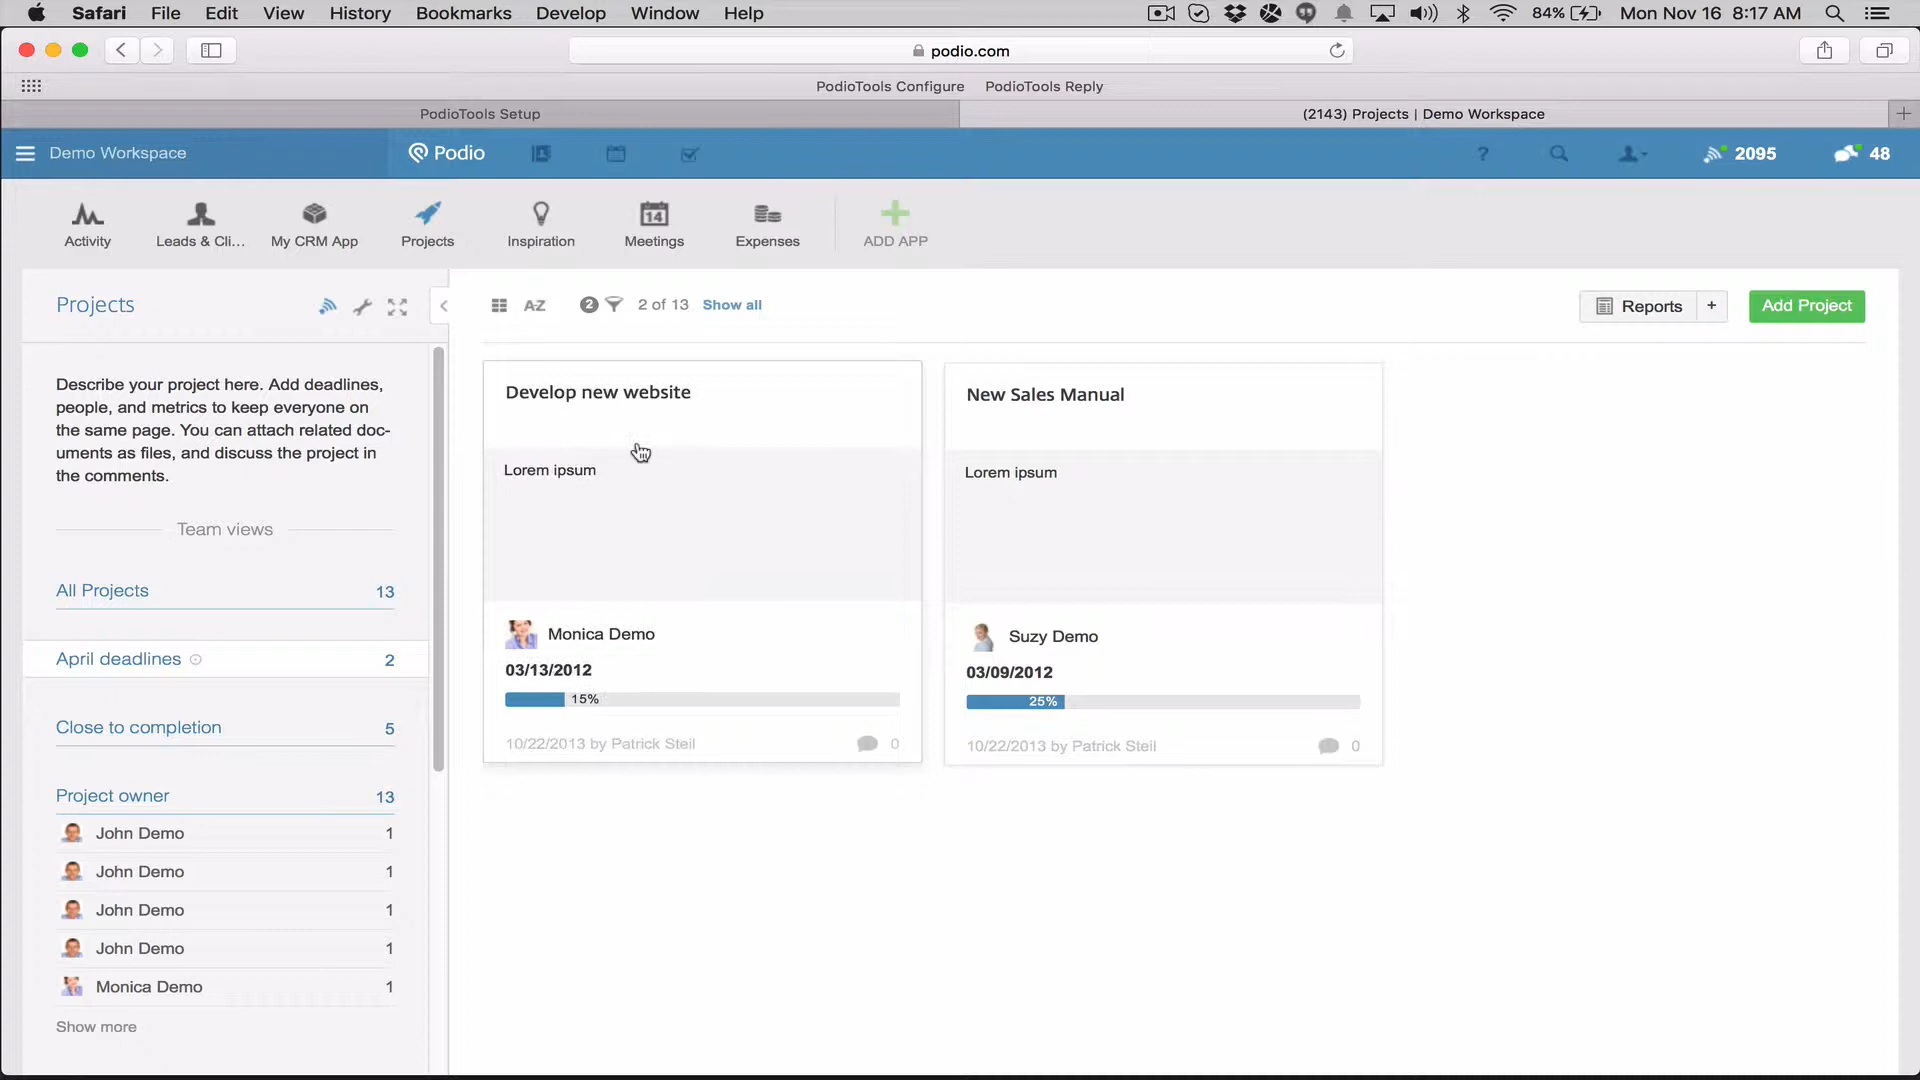 Safari File Edit View History Bookmarks Develop Window Help 84% Mon Nov 16 8:17 AM
podio.com
PodioTools Configure PodioTools Reply
PodioTools Setup (2143) Projects | Demo Workspace
Demo Workspace Podio ? 2095 48
14
Activity Leads & Cli... My CRM App Projects Inspiration Meetings Expenses ADD APP
Projects
A-Z 2 2 of 13 Show all Reports + Add Project
Describe your project here. Add deadlines,
people, and metrics to keep everyone on
the same page. You can attach related doc-
uments as files, and discuss the project in
the comments.
Team views
All Projects 13
April deadlines 2
Close to completion 5
Project owner 13
John Demo 1
John Demo 1
John Demo 1
John Demo 1
Monica Demo 1
Show more
Develop new website
Lorem ipsum
Monica Demo
03/13/2012
15%
10/22/2013 by Patrick Steil 0
New Sales Manual
Lorem ipsum
Suzy Demo
03/09/2012
25%
10/22/2013 by Patrick Steil 0